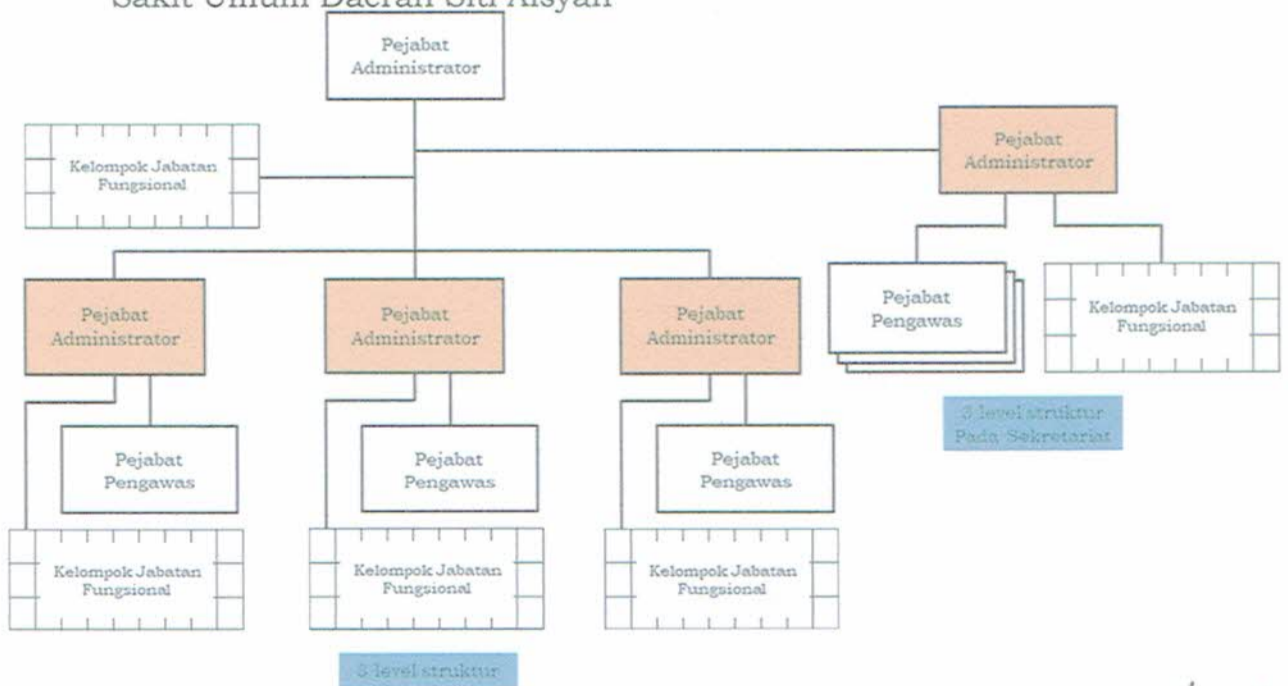 Sakit Umum Daerah Siti Aisyah
Pejabat
Administrator
Pejabat
Administrator
Kelompok Jabatan
Fungsional
Pejabat
Administrator
Pejabat
Administrator
Pejabat
Administrator
Pejabat
Pengawas
Kelompok Jabatan
Fungsional
3 level struktur
Pada Sekretariat
Pejabat
Pengawas
Pejabat
Pengawas
Pejabat
Pengawas
Kelompok Jabatan
Fungsional
Kelompok Jabatan
Fungsional
Kelompok Jabatan
Fungsional
3 level struktur